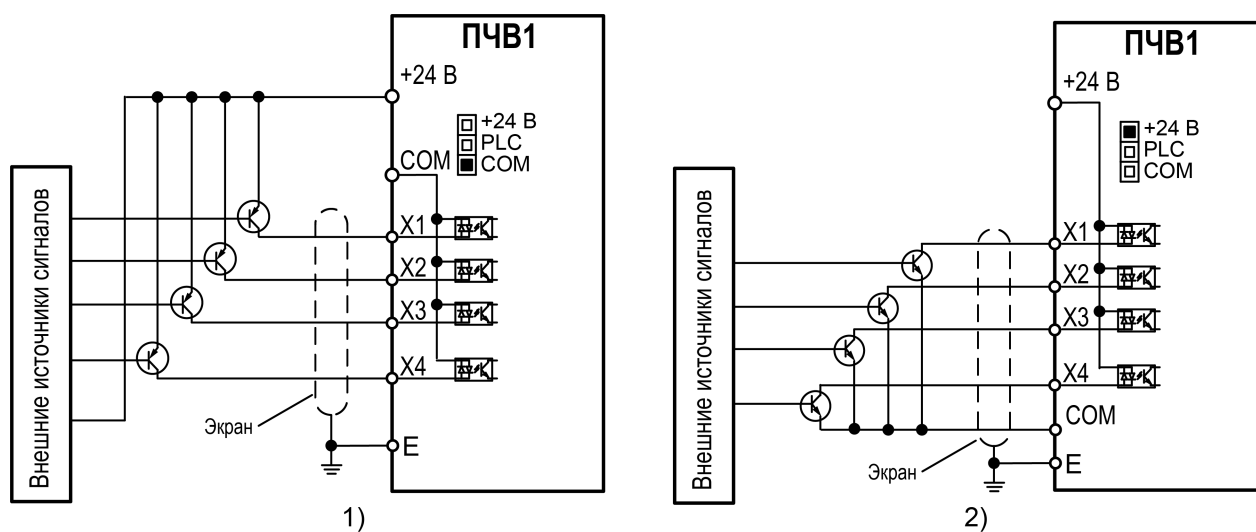 ПЧВ1
+24 В
+24 В
PLC
COM
COM
X1
X2
X3
X4
E
Внешние источники сигналов
Экран
1)
ПЧВ1
+24 В
+24 В
PLC
COM
X1
X2
X3
X4
COM
E
Внешние источники сигналов
Экран
2)